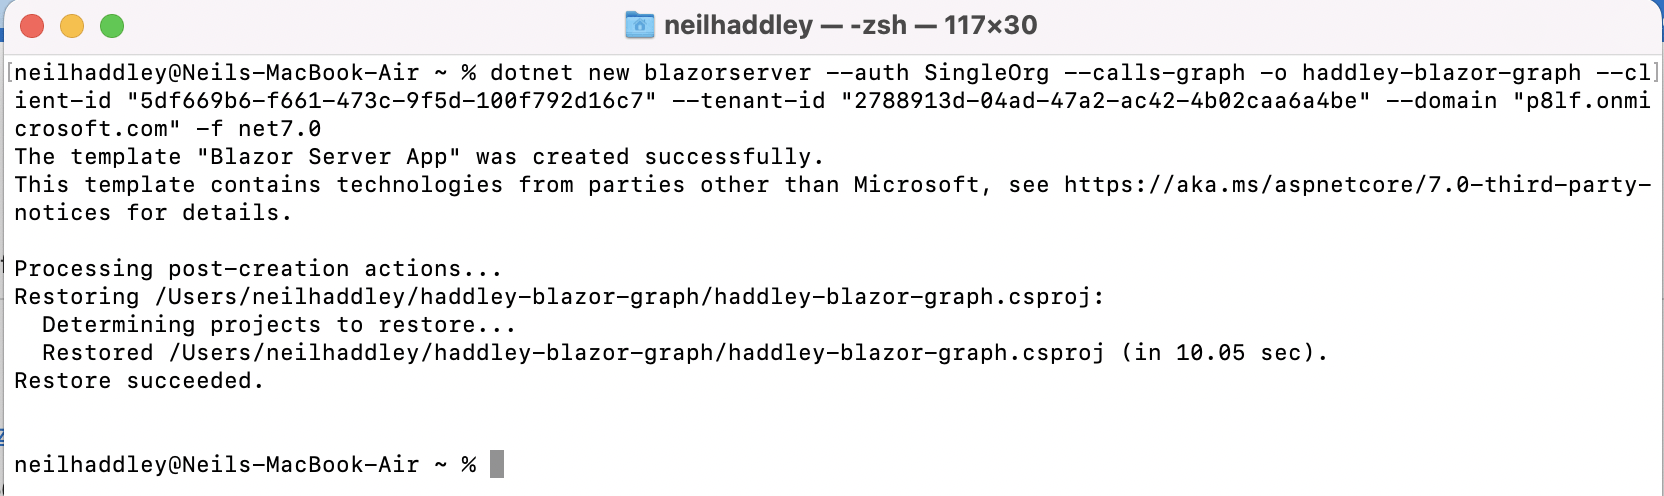 neilhaddley — -zsh — 117×30
[neilhaddley@Neils-MacBook-Air ~ % dotnet new blazorserver --auth SingleOrg --calls-graph -o haddley-blazor-graph --cl]
ient-id "5df669b6-f661-473c-9f5d-100f792d16c7" --tenant-id "2788913d-04ad-47a2-ac42-4b02caa6a4be" --domain "p8lf.onmi
crosoft.com" -f net7.0
The template "Blazor Server App" was created successfully.
This template contains technologies from parties other than Microsoft, see https://aka.ms/aspnetcore/7.0-third-party-
notices for details.
Processing post-creation actions...
Restoring /Users/neilhaddley/haddley-blazor-graph/haddley-blazor-graph.csproj:
  Determining projects to restore...
  Restored /Users/neilhaddley/haddley-blazor-graph/haddley-blazor-graph.csproj (in 10.05 sec).
Restore succeeded.
neilhaddley@Neils-MacBook-Air ~ %